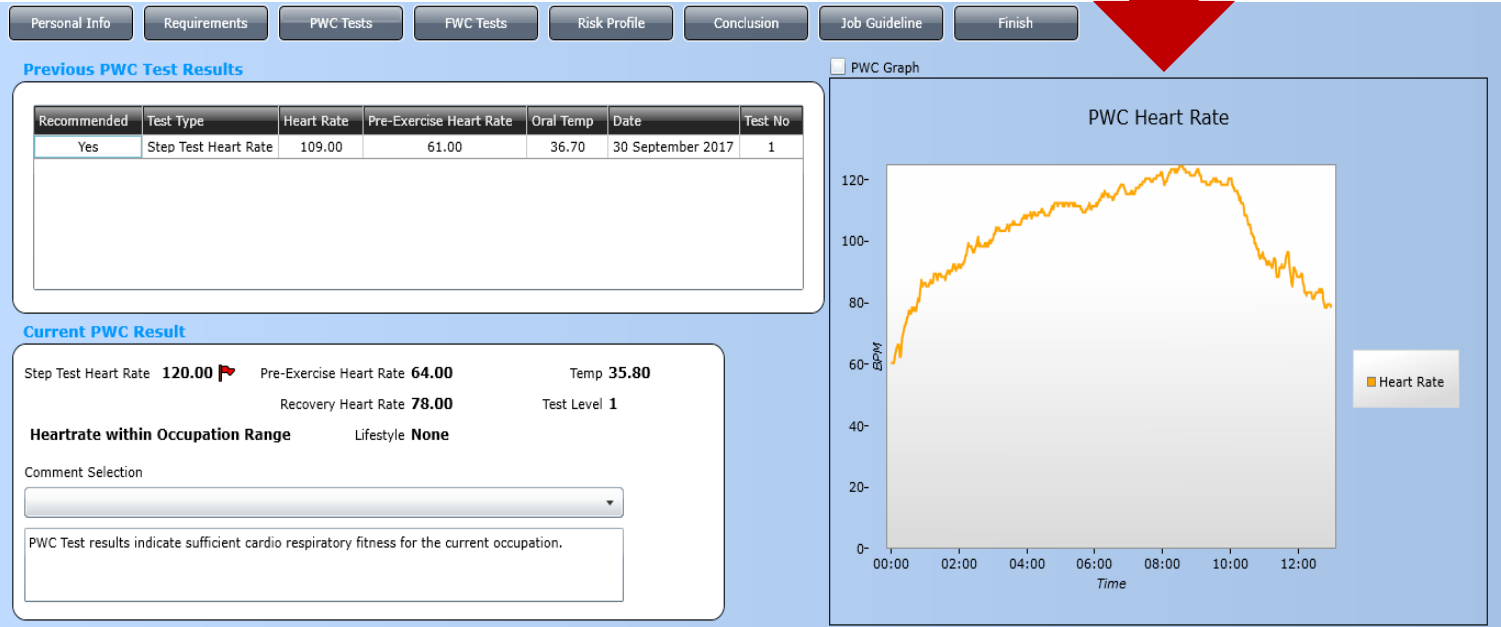 Personal Info Requirements PWC Tests FWC Tests Risk Profile Conclusion Job Guideline Finish
Previous PWC Test Results
Recommended Test Type Heart Rate Pre-Exercise Heart Rate Oral Temp Date Test No
Yes Step Test Heart Rate 109.00 61.00 36.70 30 September 2017 1
Current PWC Result
Step Test Heart Rate 120.00 Pre-Exercise Heart Rate 64.00 Temp 35.80
Recovery Heart Rate 78.00 Test Level 1
Heartrate within Occupation Range Lifestyle None
Comment Selection
PWC Test results indicate sufficient cardio respiratory fitness for the current occupation.
PWC Graph
PWC Heart Rate
120-
100-
80-
60-
40-
20-
0-
BPM
00:00 02:00 04:00 06:00 08:00 10:00 12:00
Time
Heart Rate